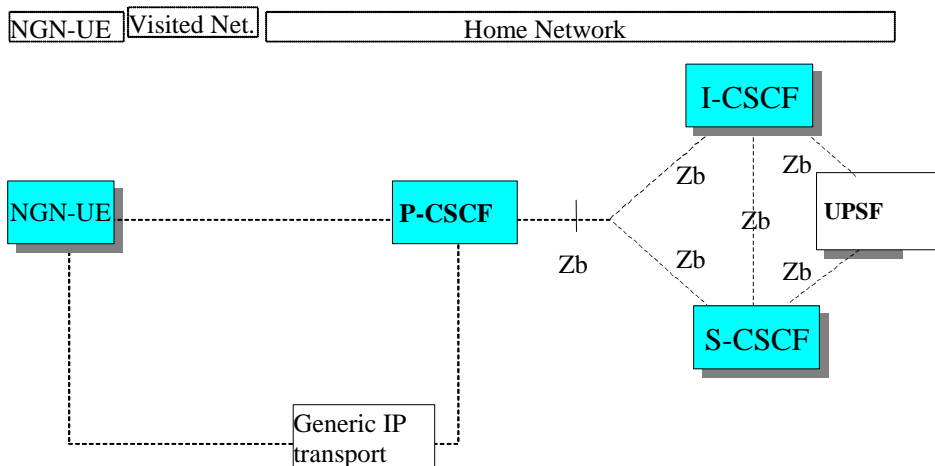 NGN-UE
Visited Net.
Home Network
I-CSCF
Zb
Zb
NGN-UE
P-CSCF
Zb
UPSF
Zb
Zb
Zb
S-CSCF
Generic IP
transport